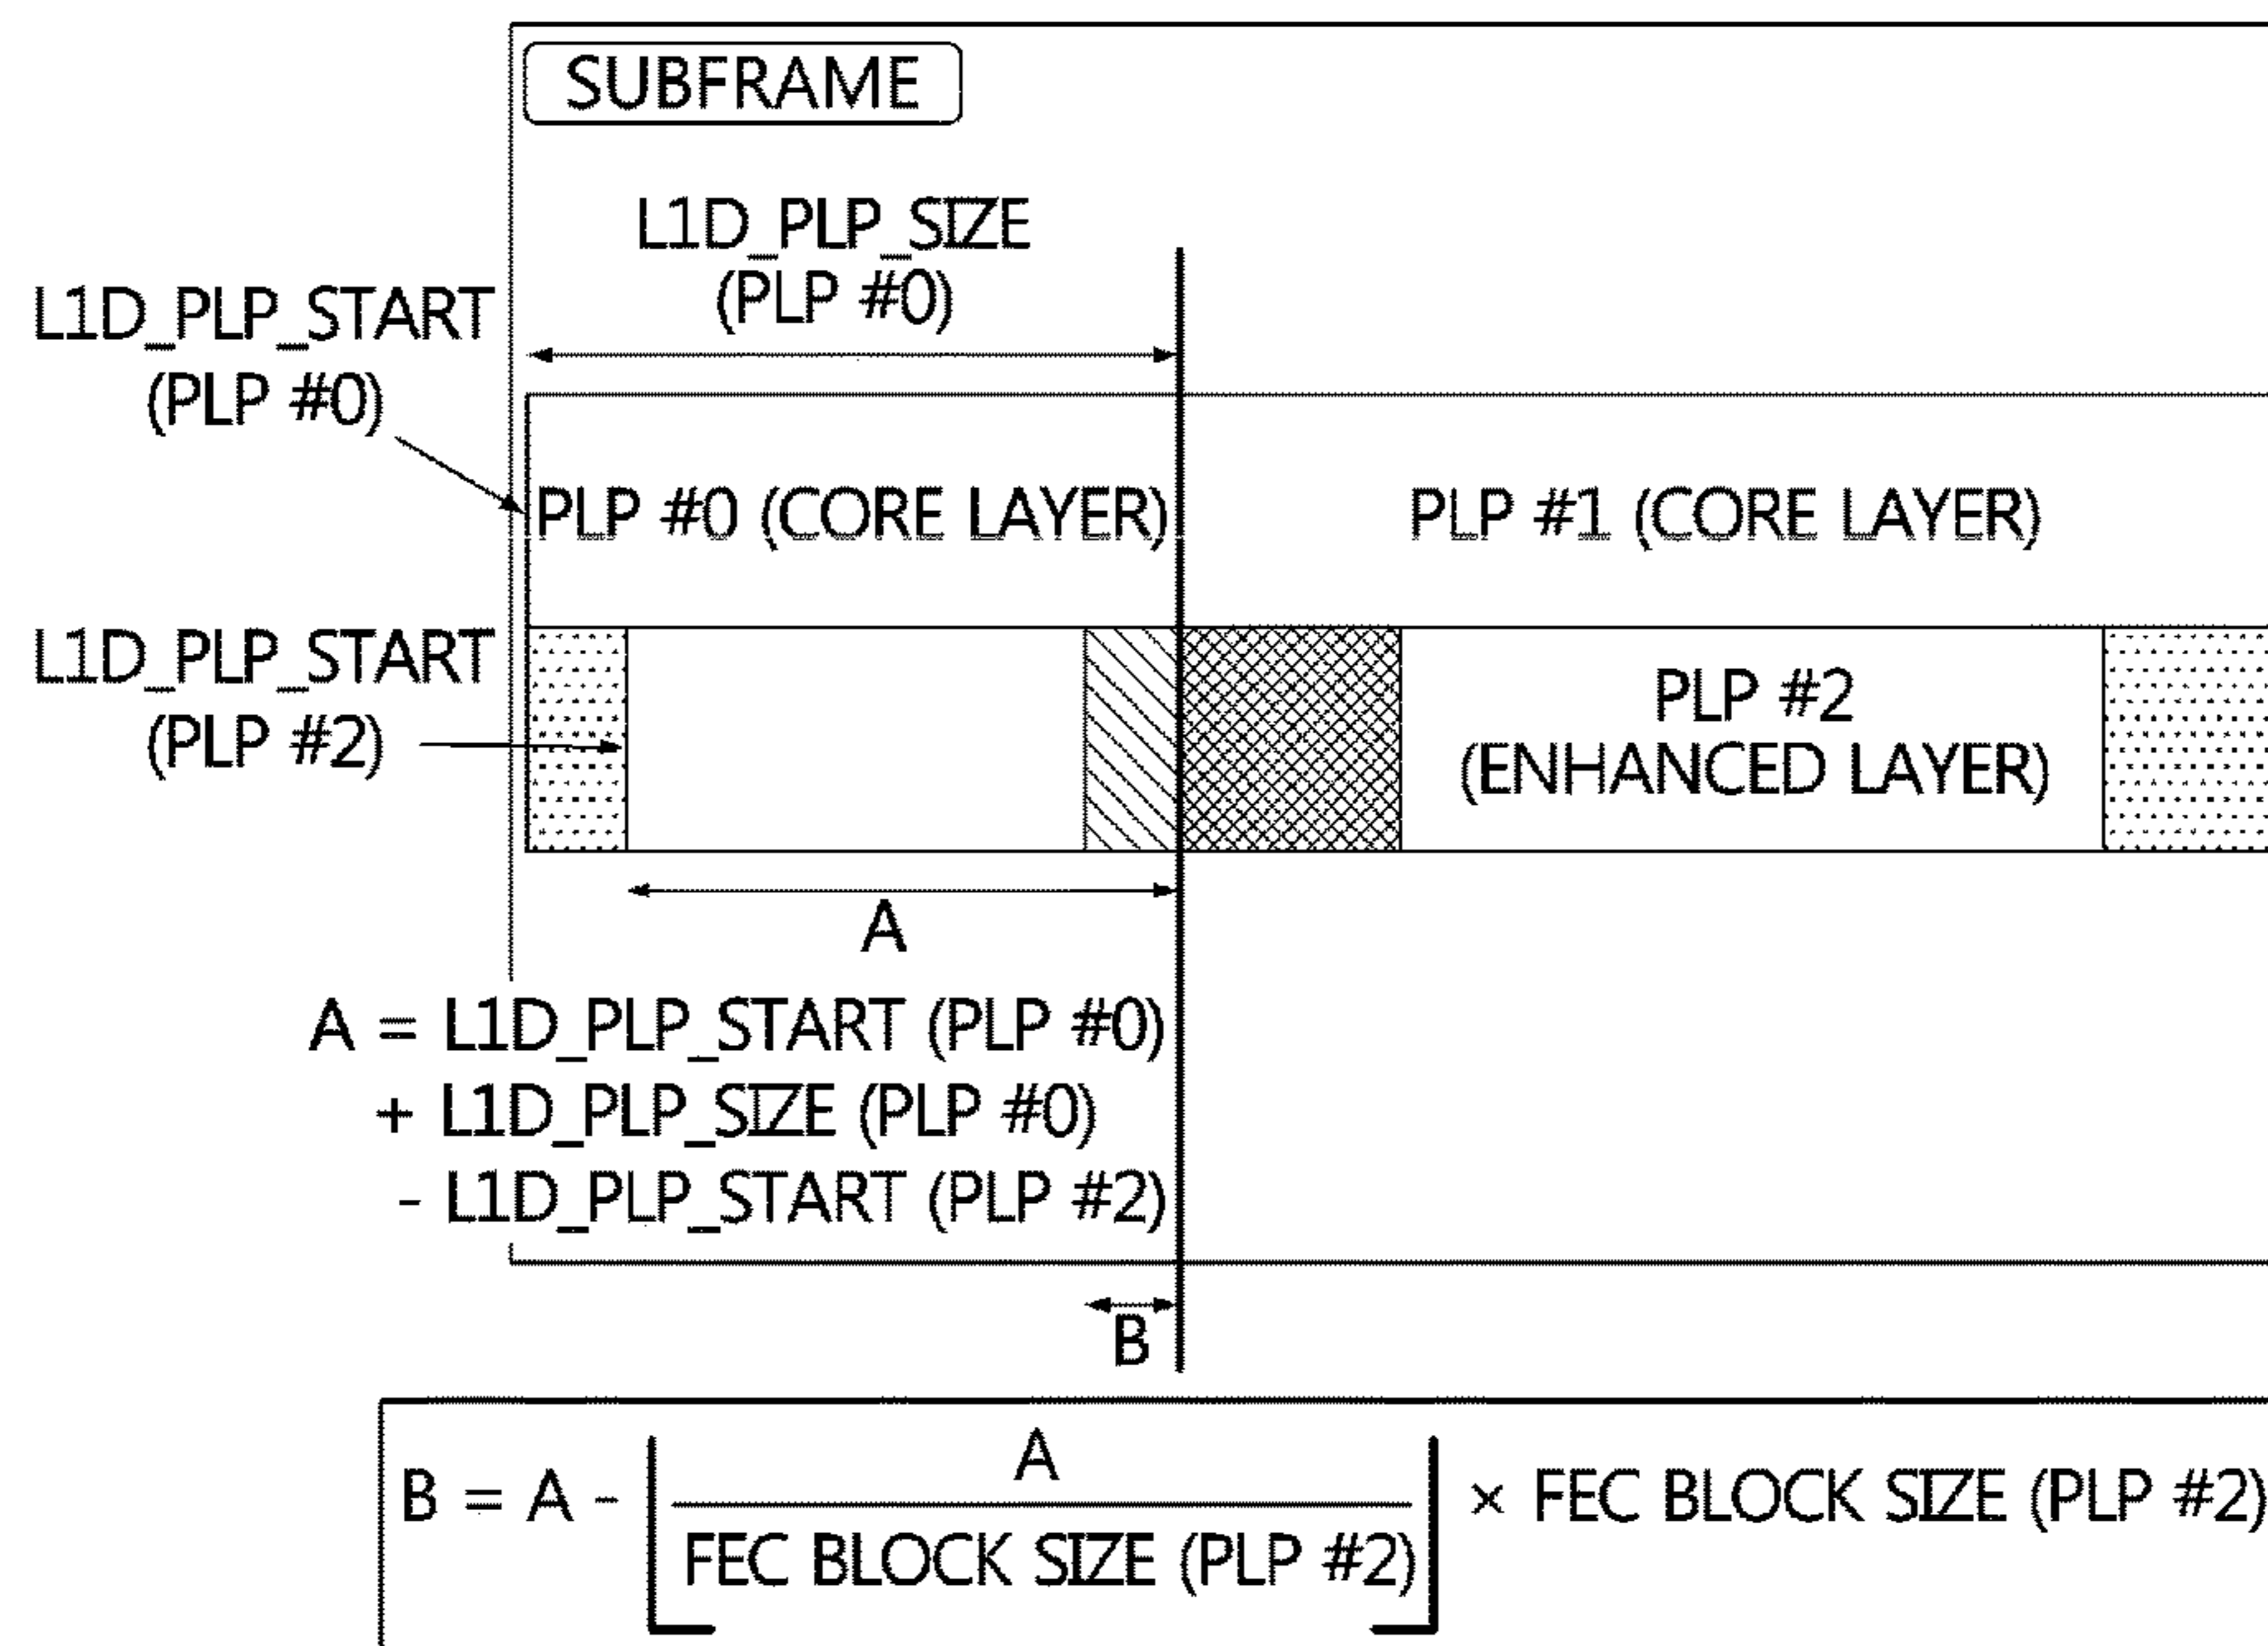 SUBFRAME
L1D_PLP_SIZE
(PLP #0)
L1D_PLP_START
(PLP #0)
PLP #0 (CORE LAYER)
PLP #1 (CORE LAYER)
L1D_PLP_START
(PLP #2)
PLP #2
(ENHANCED LAYER)
A
A = L1D_PLP_START (PLP #0)
+ L1D_PLP_SIZE (PLP #0)
- L1D_PLP_START (PLP #2)
B
B = A - ⌊ A / FEC BLOCK SIZE (PLP #2) ⌋ × FEC BLOCK SIZE (PLP #2)